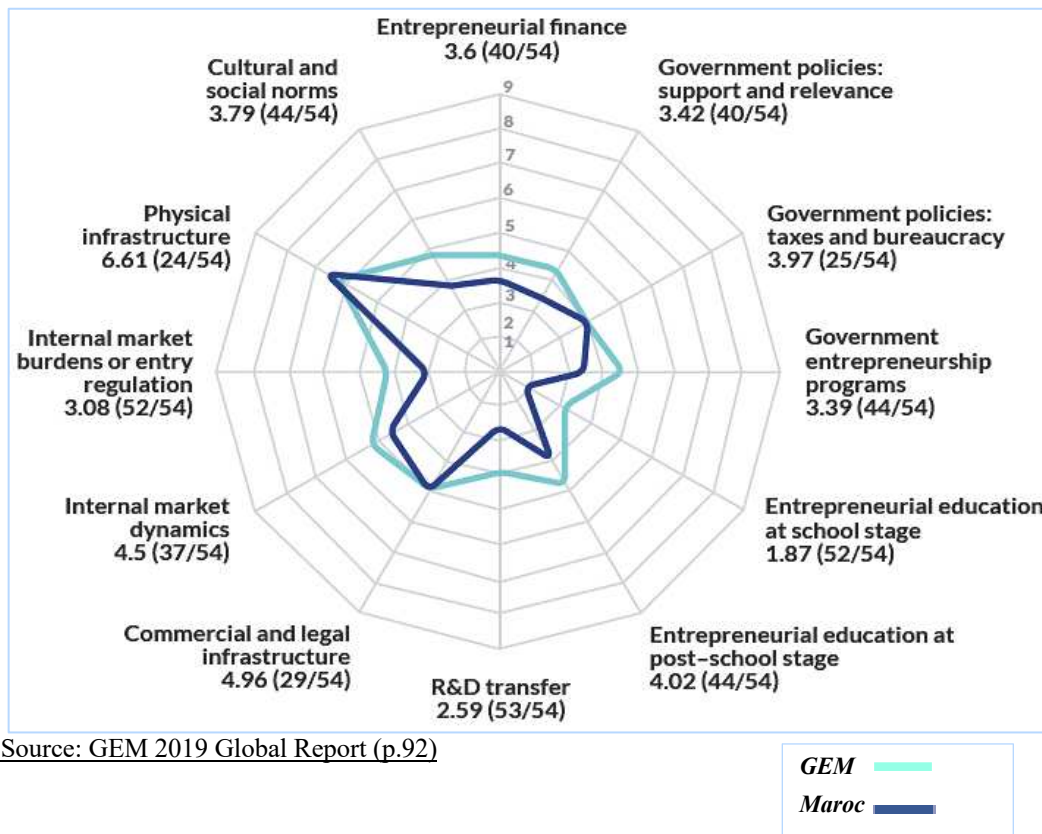 Entrepreneurial finance
3.6 (40/54)
Cultural and
social norms
3.79 (44/54)
Government policies:
support and relevance
3.42 (40/54)
9
8
7
6
5
4
3
2
1
Physical
infrastructure
6.61 (24/54)
Government policies:
taxes and bureaucracy
3.97 (25/54)
Internal market
burdens or entry
regulation
3.08 (52/54)
Government
entrepreneurship
programs
3.39 (44/54)
Internal market
dynamics
4.5 (37/54)
Entrepreneurial education
at school stage
1.87 (52/54)
Commercial and legal
infrastructure
4.96 (29/54)
R&D transfer
2.59 (53/54)
Entrepreneurial education at
post–school stage
4.02 (44/54)
Source: GEM 2019 Global Report (p.92)
GEM
Maroc